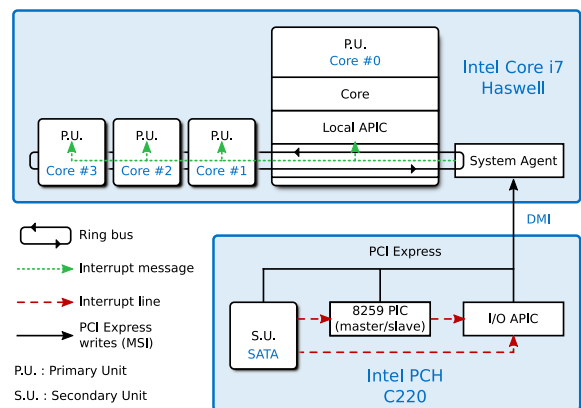 P.U.
Core #0
Core
Local APIC
Intel Core i7
Haswell
P.U.
Core #3
P.U.
Core #2
P.U.
Core #1
System Agent
DMI
Ring bus
Interrupt message
Interrupt line
PCI Express
writes (MSI)
P.U. : Primary Unit
S.U. : Secondary Unit
PCI Express
S.U.
SATA
8259 PIC
(master/slave)
I/O APIC
Intel PCH
C220